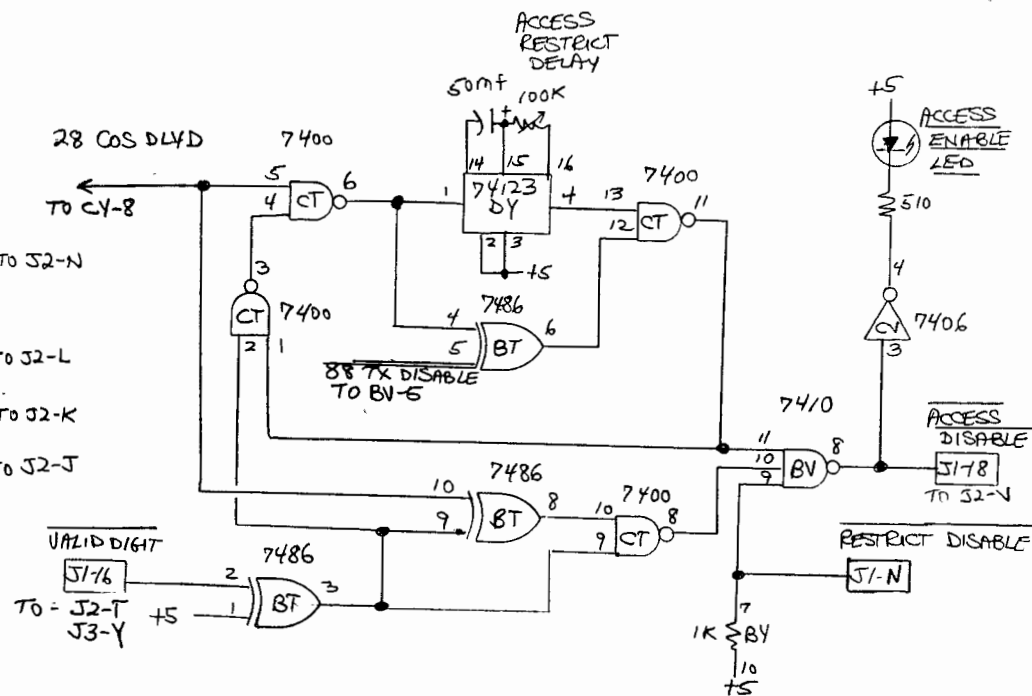 ACCESS
RESTRICT
DELAY
50mf
+
100K
+5
ACCESS
ENABLE
LED
28 COS DLYD
7400
14
15
16
5
6
CT
4
1
74123
DY
4
13
7400
11
CT
12
510
TO CY-8
2
3
+5
4
7406
3
TO J2-N
3
CT
7400
2
1
7486
4
5
BT
6
88 TX DISABLE
TO BV-5
TO J2-L
TO J2-K
TO J2-J
7410
11
10
9
BV
8
ACCESS
DISABLE
J1-18
TO J2-V
7486
10
9
BT
8
7400
10
9
CT
8
VALID DIGIT
J1-16
TO - J2-T
J3-Y
7486
2
+5
1
BT
3
RESTRICT DISABLE
J1-N
7
1K
BY
10
+5